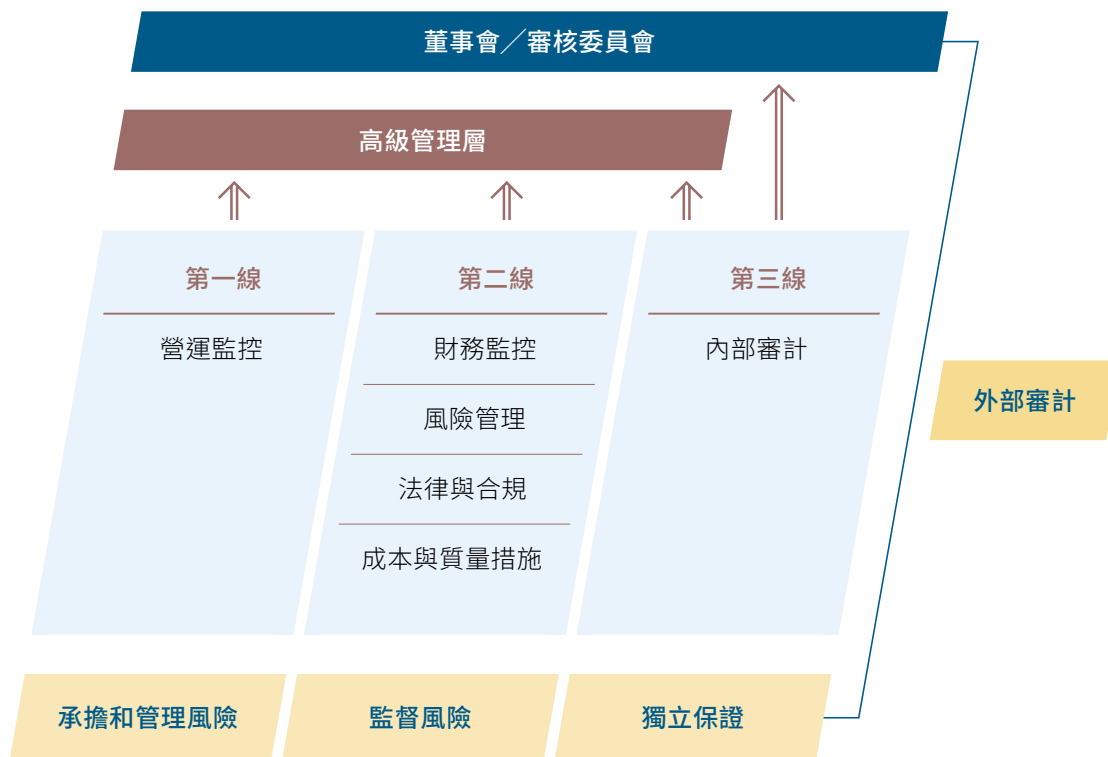 董事會／審核委員會
高級管理層
第一線
營運監控
第二線
財務監控
風險管理
法律與合規
成本與質量措施
第三線
內部審計
外部審計
承擔和管理風險
監督風險
獨立保證